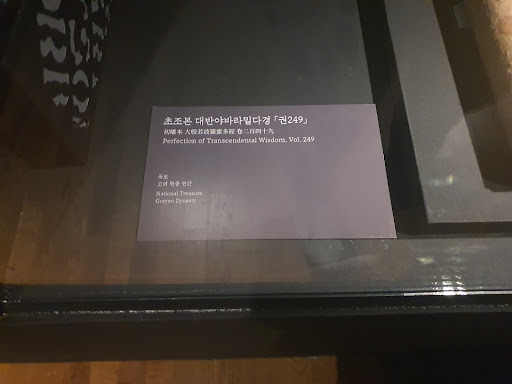 초조본 대반야바라밀다경 「권249」
初雕本 大般若波羅蜜多經 卷二百四十九
Perfection of Transcendental Wisdom, Vol. 249
국보
고려 현종 연간
National Treasure
Goryeo Dynasty